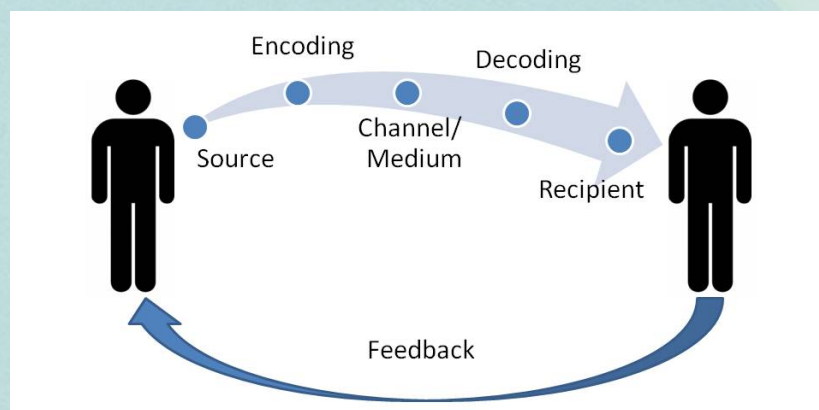 Encoding
Decoding
Source
Channel/
Medium
Recipient
Feedback